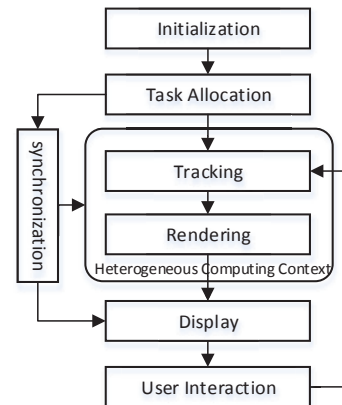 Initialization
Task Allocation
synchronization
Tracking
Rendering
Heterogeneous Computing Context
Display
User Interaction